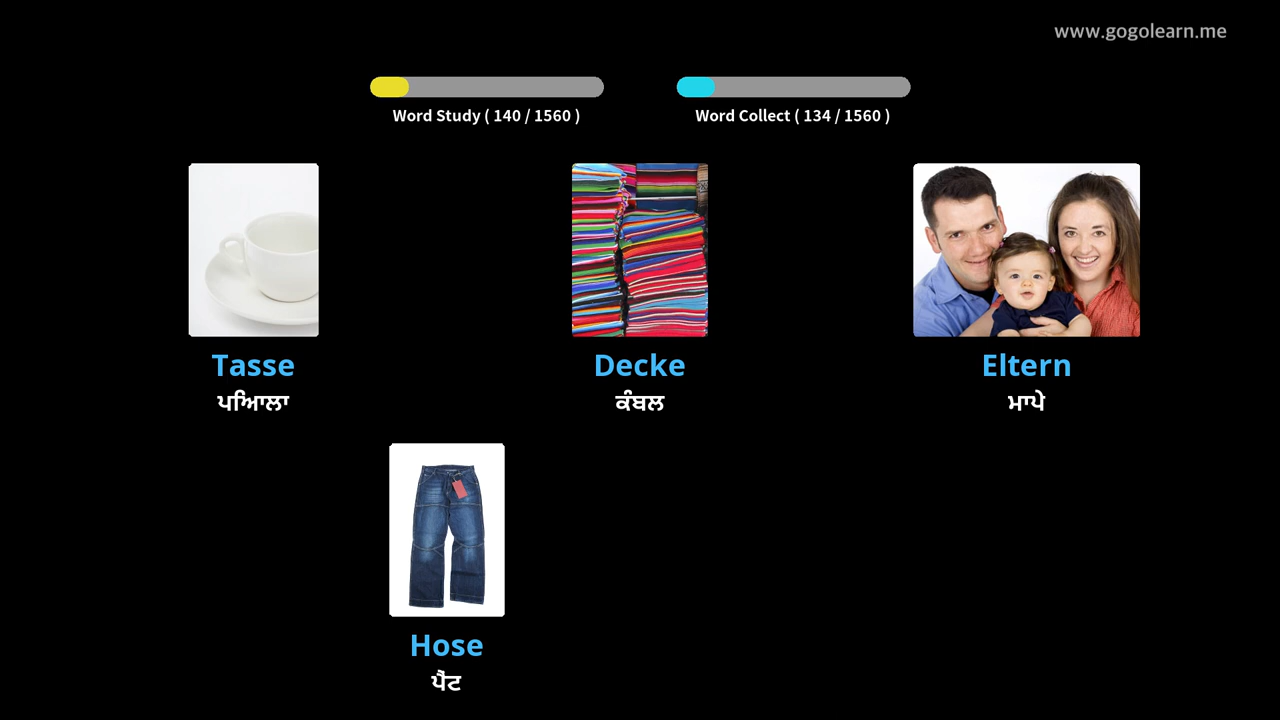 www.gogolearn.me
Word Study ( 140 / 1560 )
Word Collect ( 134 / 1560 )
Tasse
ਪਿਆਲਾ
Decke
ਕੰਬਲ
Eltern
ਮਾਪੇ
Hose
ਪੈਂਟ